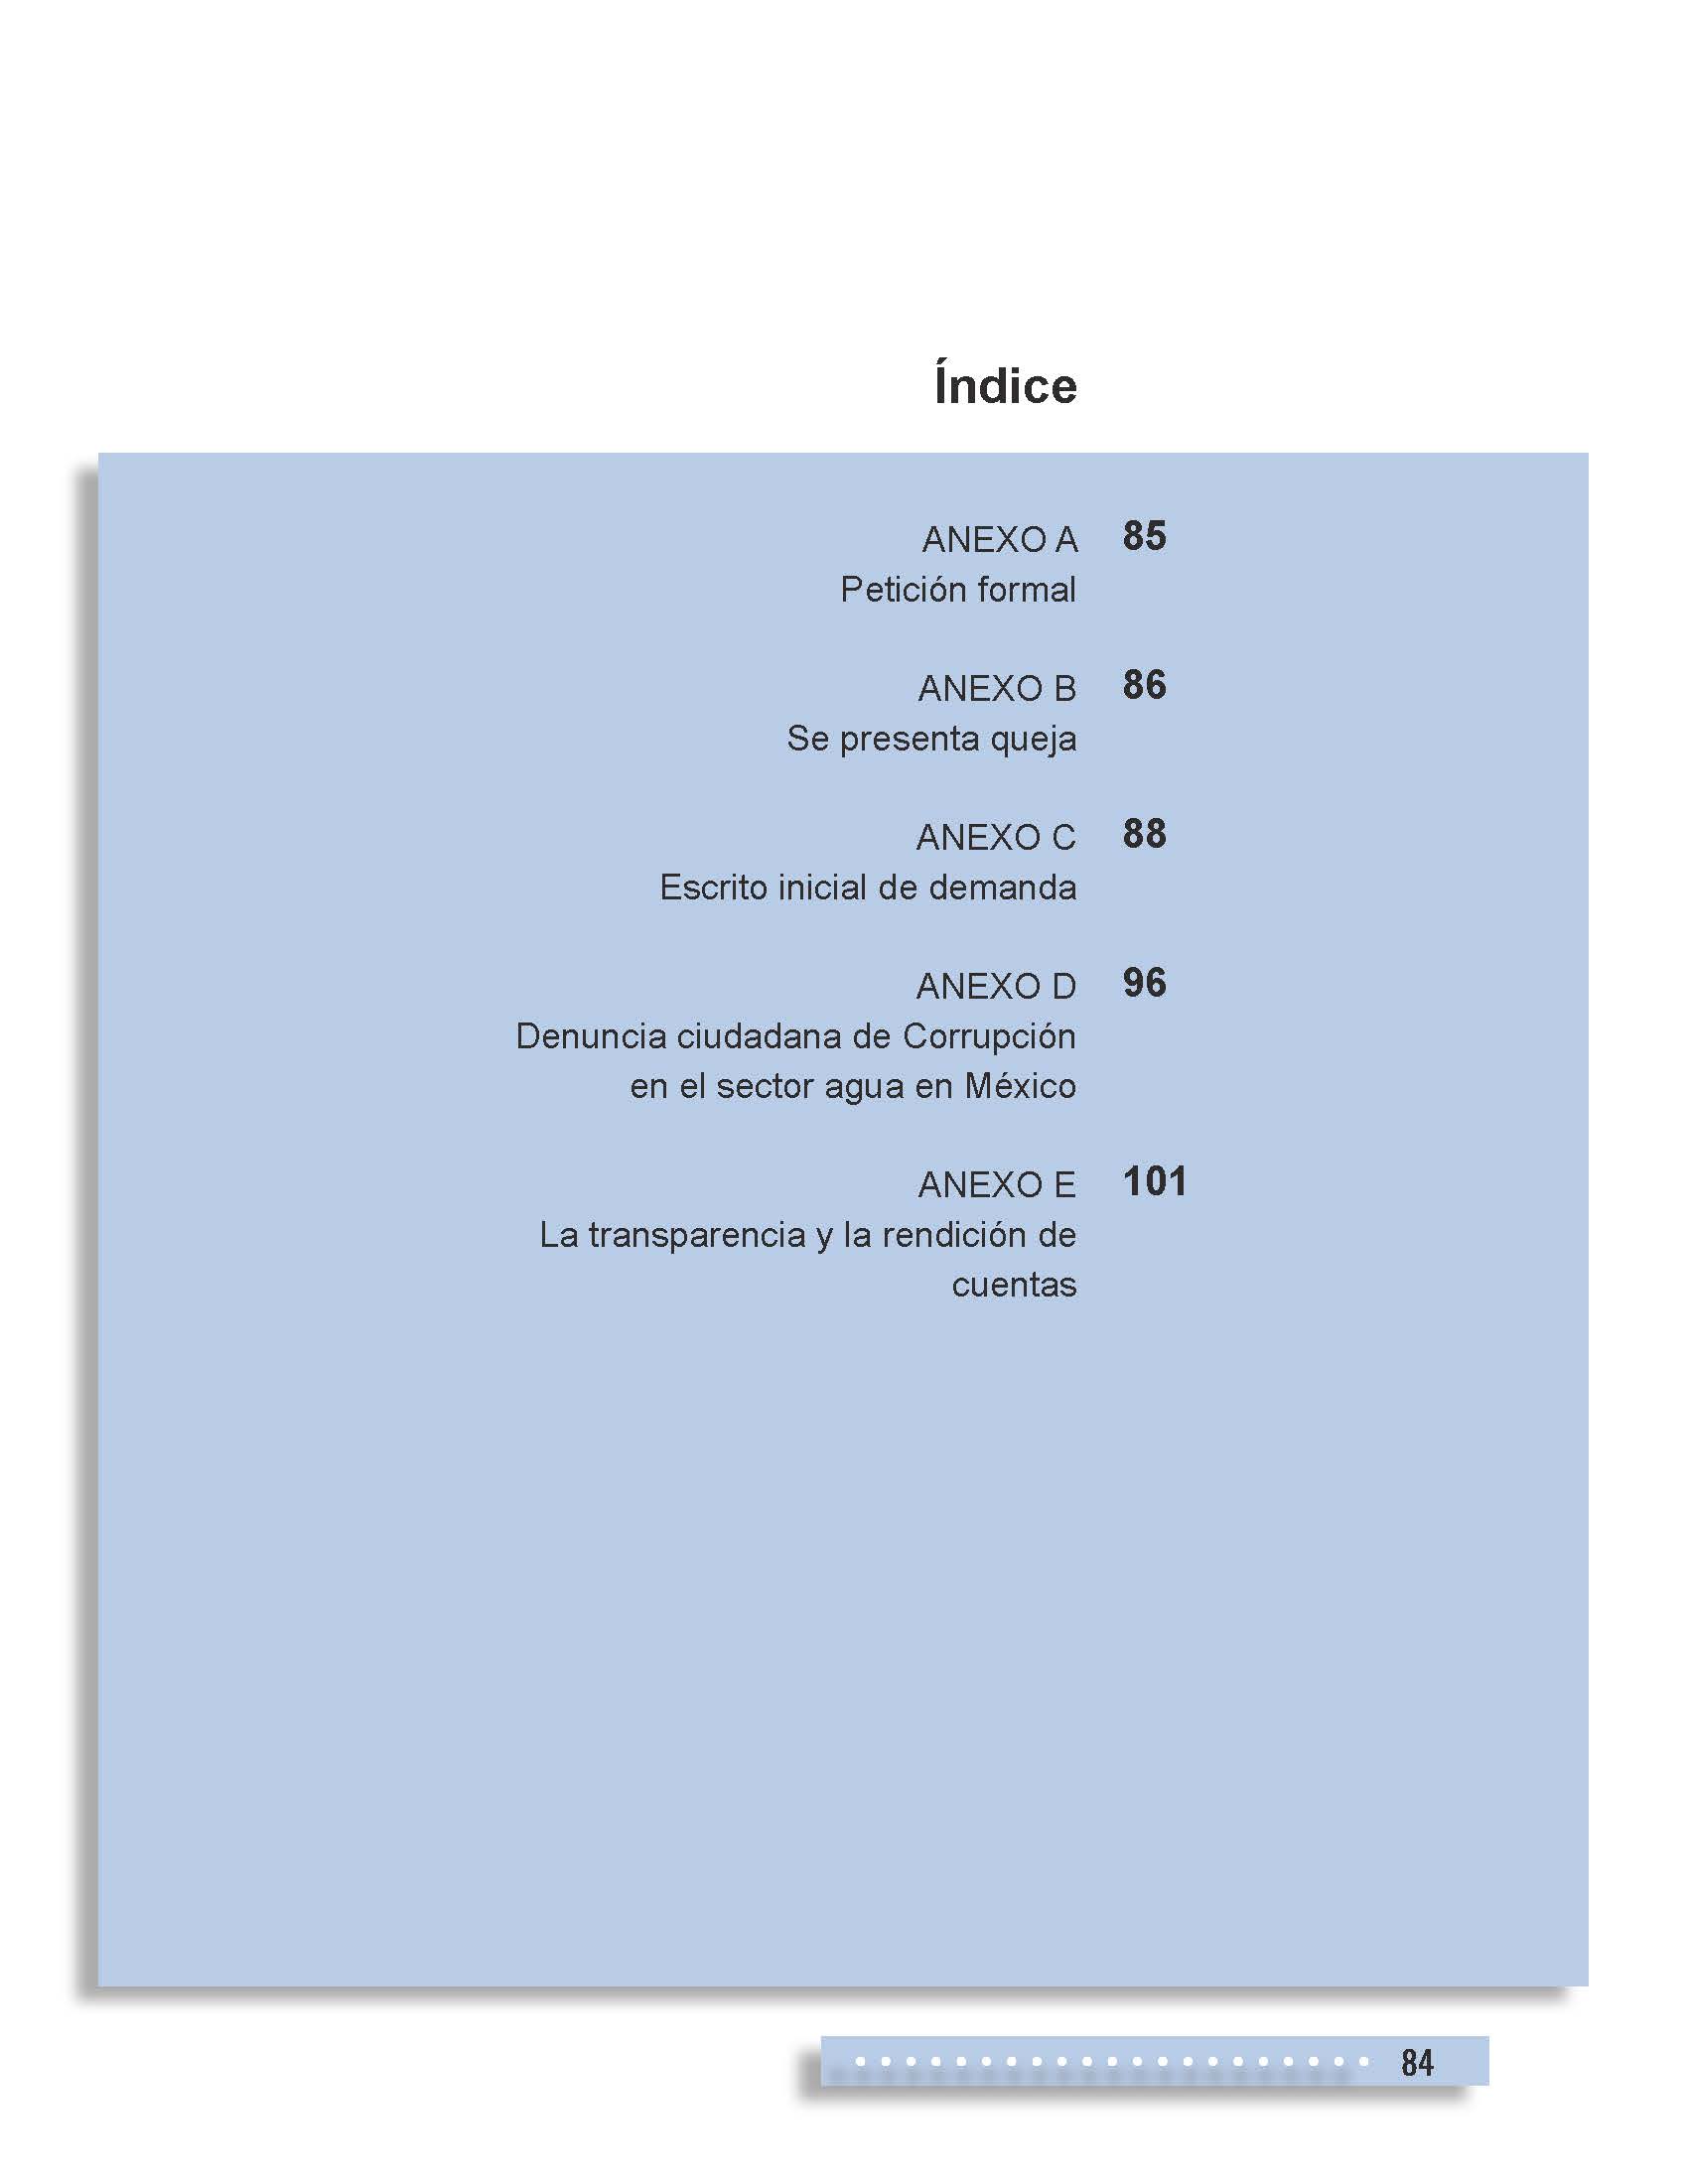 Índice
ANEXO A 85
Petición formal
ANEXO B 86
Se presenta queja
ANEXO C 88
Escrito inicial de demanda
ANEXO D 96
Denuncia ciudadana de Corrupción
en el sector agua en México
ANEXO E 101
La transparencia y la rendición de
cuentas
84